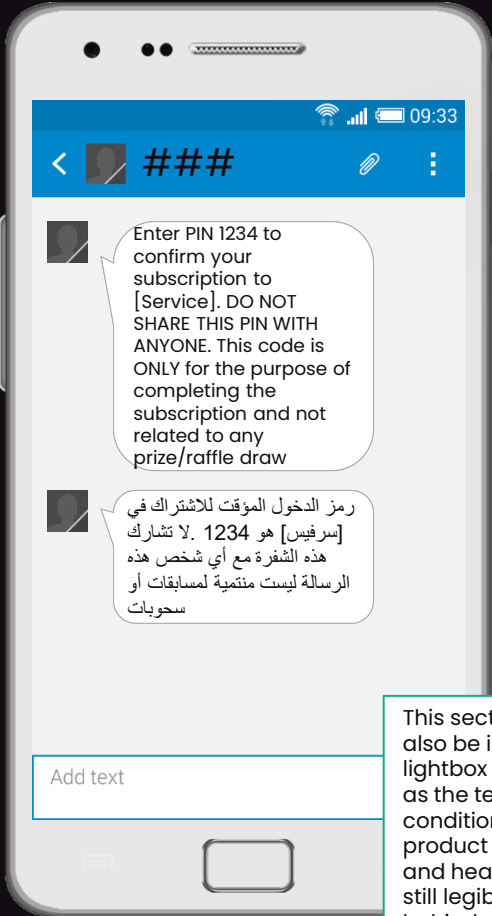 09:33
###
Enter PIN 1234 to
confirm your
subscription to
[Service]. DO NOT
SHARE THIS PIN WITH
ANYONE. This code is
ONLY for the purpose of
completing the
subscription and not
related to any
prize/raffle draw
رمز الدخول المؤقت للاشتراك في
[سرفيس] هو 1234 .لا تشارك
هذه الشفرة مع أي شخص هذه
الرسالة ليست منتمية لمسابقات أو
سحوبات
Add text
This sect
also be i
lightbox
as the te
condition
product
and hea
still legib